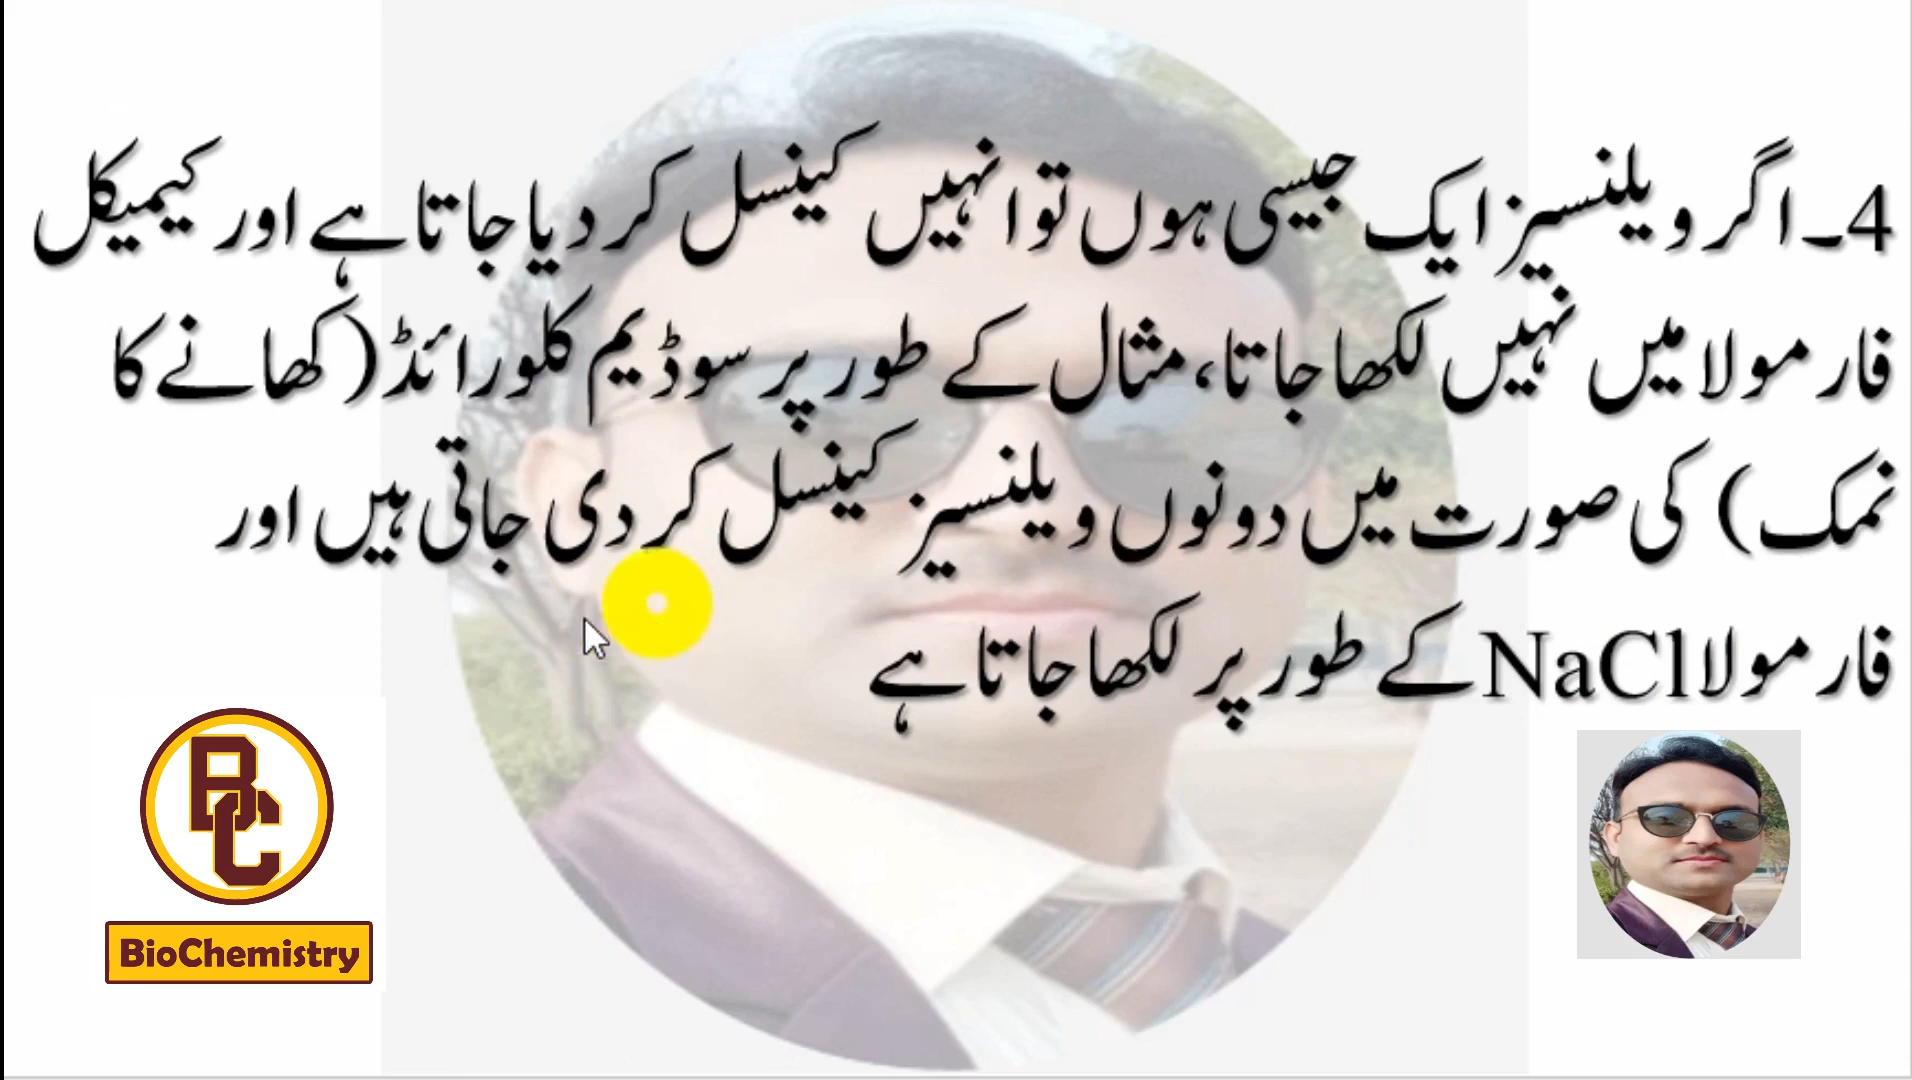 4۔اگر ویلنسیز ایک جیسی ہوں تو انہیں کینسل کر دیا جاتا ہے اور کیمیکل
فارمولا میں نہیں لکھا جاتا، مثال کے طور پر سوڈیم کلورائڈ (کھانے کا
نمک) کی صورت میں دونوں ویلنسیز کینسل کر دی جاتی ہیں اور
فارمولا NaCl کے طور پر لکھا جاتا ہے
BC
BioChemistry